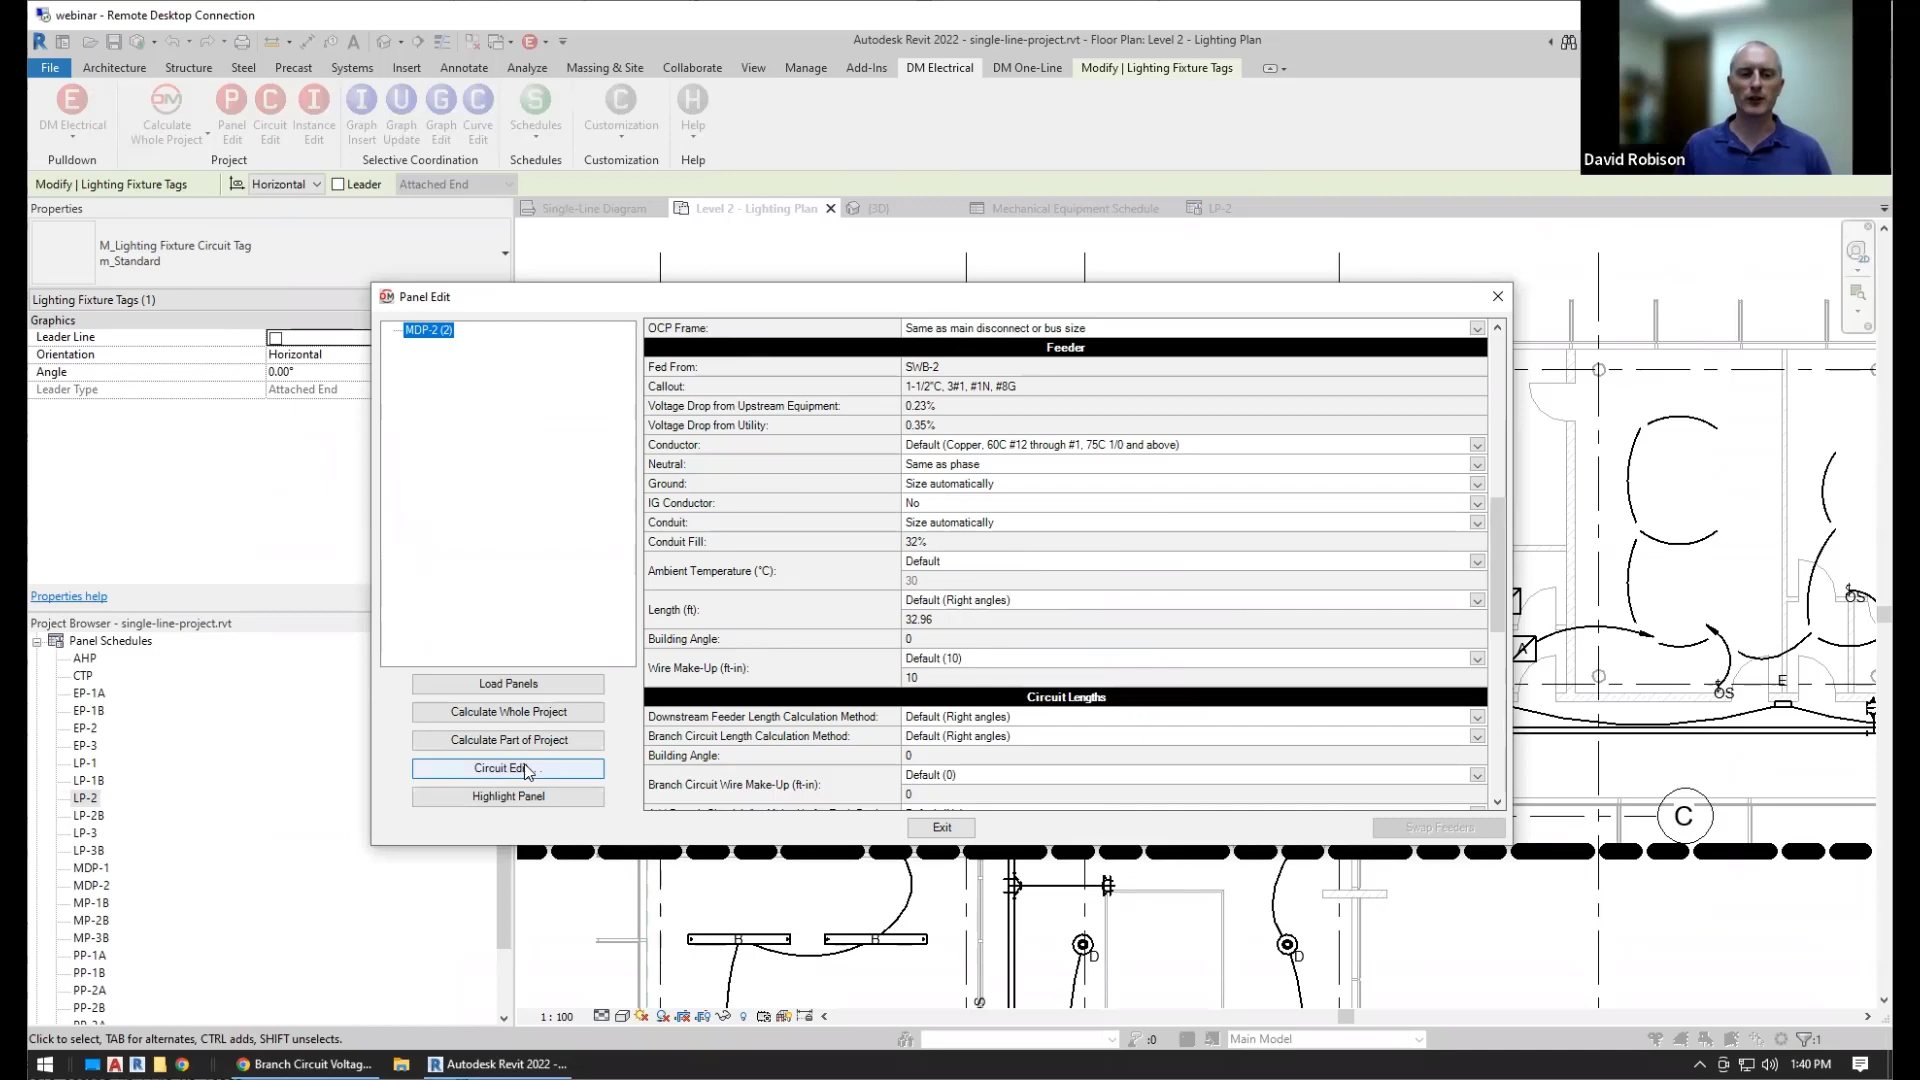 webinar - Remote Desktop Connection
Autodesk Revit 2022 - single-line-project.rvt - Floor Plan: Level 2 - Lighting Plan
File Architecture Structure Steel Precast Systems Insert Annotate Analyze Massing & Site Collaborate View Manage Add-Ins DM Electrical DM One-Line Modify | Lighting Fixture Tags
E DM P C I I U G C S C H
DM Electrical Calculate Whole Project Panel Edit Circuit Edit Instance Edit Graph Insert Graph Update Graph Edit Curve Edit Schedules Customization Help
Pulldown Project Selective Coordination Schedules Customization Help
David Robison
Modify | Lighting Fixture Tags Horizontal Leader Attached End
Properties
Single-Line Diagram Level 2 - Lighting Plan {3D} Mechanical Equipment Schedule LP-2
M_Lighting Fixture Circuit Tag
m_Standard
Lighting Fixture Tags (1)
Graphics
Leader Line
Orientation Horizontal
Angle 0.00°
Leader Type Attached End
Properties help
Project Browser - single-line-project.rvt
Panel Schedules
AHP
CTP
EP-1A
EP-1B
EP-2
EP-3
LP-1
LP-1B
LP-2
LP-2B
LP-3
LP-3B
MDP-1
MDP-2
MP-1B
MP-2B
MP-3B
PP-1A
PP-1B
PP-2A
PP-2B
Panel Edit
MDP-2 (2)
Load Panels
Calculate Whole Project
Calculate Part of Project
Circuit Edit
Highlight Panel
OCP Frame: Same as main disconnect or bus size
Feeder
Fed From: SWB-2
Callout: 1-1/2"C, 3#1, #1N, #8G
Voltage Drop from Upstream Equipment: 0.23%
Voltage Drop from Utility: 0.35%
Conductor: Default (Copper, 60C #12 through #1, 75C 1/0 and above)
Neutral: Same as phase
Ground: Size automatically
IG Conductor: No
Conduit: Size automatically
Conduit Fill: 32%
Ambient Temperature (°C): Default
30
Length (ft): Default (Right angles)
32.96
Building Angle: 0
Wire Make-Up (ft-in): Default (10)
10
Circuit Lengths
Downstream Feeder Length Calculation Method: Default (Right angles)
Branch Circuit Length Calculation Method: Default (Right angles)
Building Angle: 0
Branch Circuit Wire Make-Up (ft-in): Default (0)
0
Exit Swap Feeders
OS
A
OS
E
C
B B D D
S
1 : 100
Click to select, TAB for alternates, CTRL adds, SHIFT unselects.
:0 Main Model :1
Branch Circuit Voltag... Autodesk Revit 2022 -... 1:40 PM